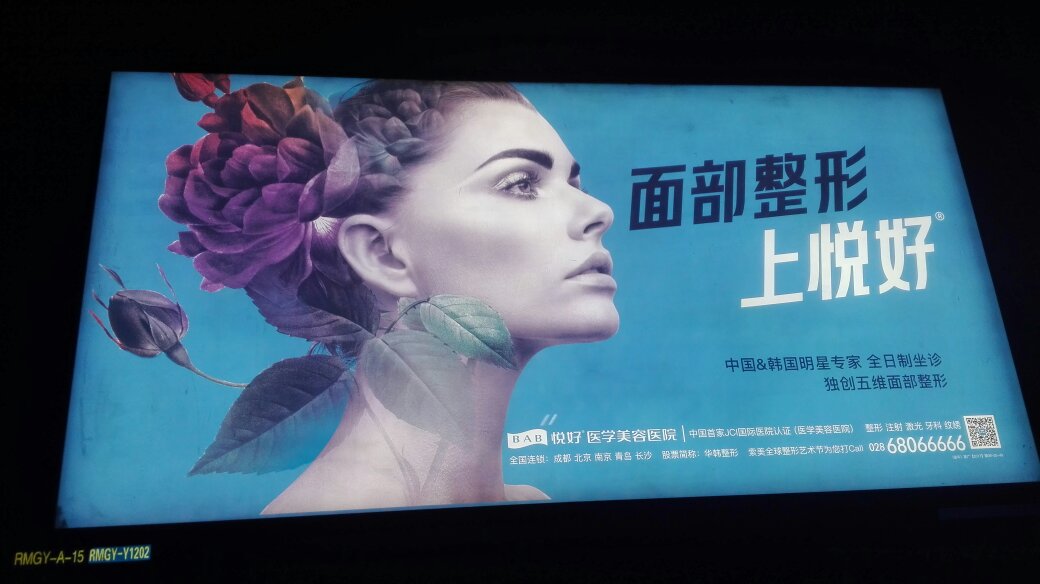 面部整形
上悦好®
中国&韩国明星专家 全日制坐诊
独创五维面部整形
BAB 悦好® 医学美容医院 中国首家JCI国际医院认证 (医学美容医院) 整形 注射 激光 牙科 纹绣
全国连锁：成都 北京 南京 青岛 长沙 股票简称：华韩整形 索美全球整形艺术节为您打Call 028 68066666
RMGY-A-15 RMGY-Y1202